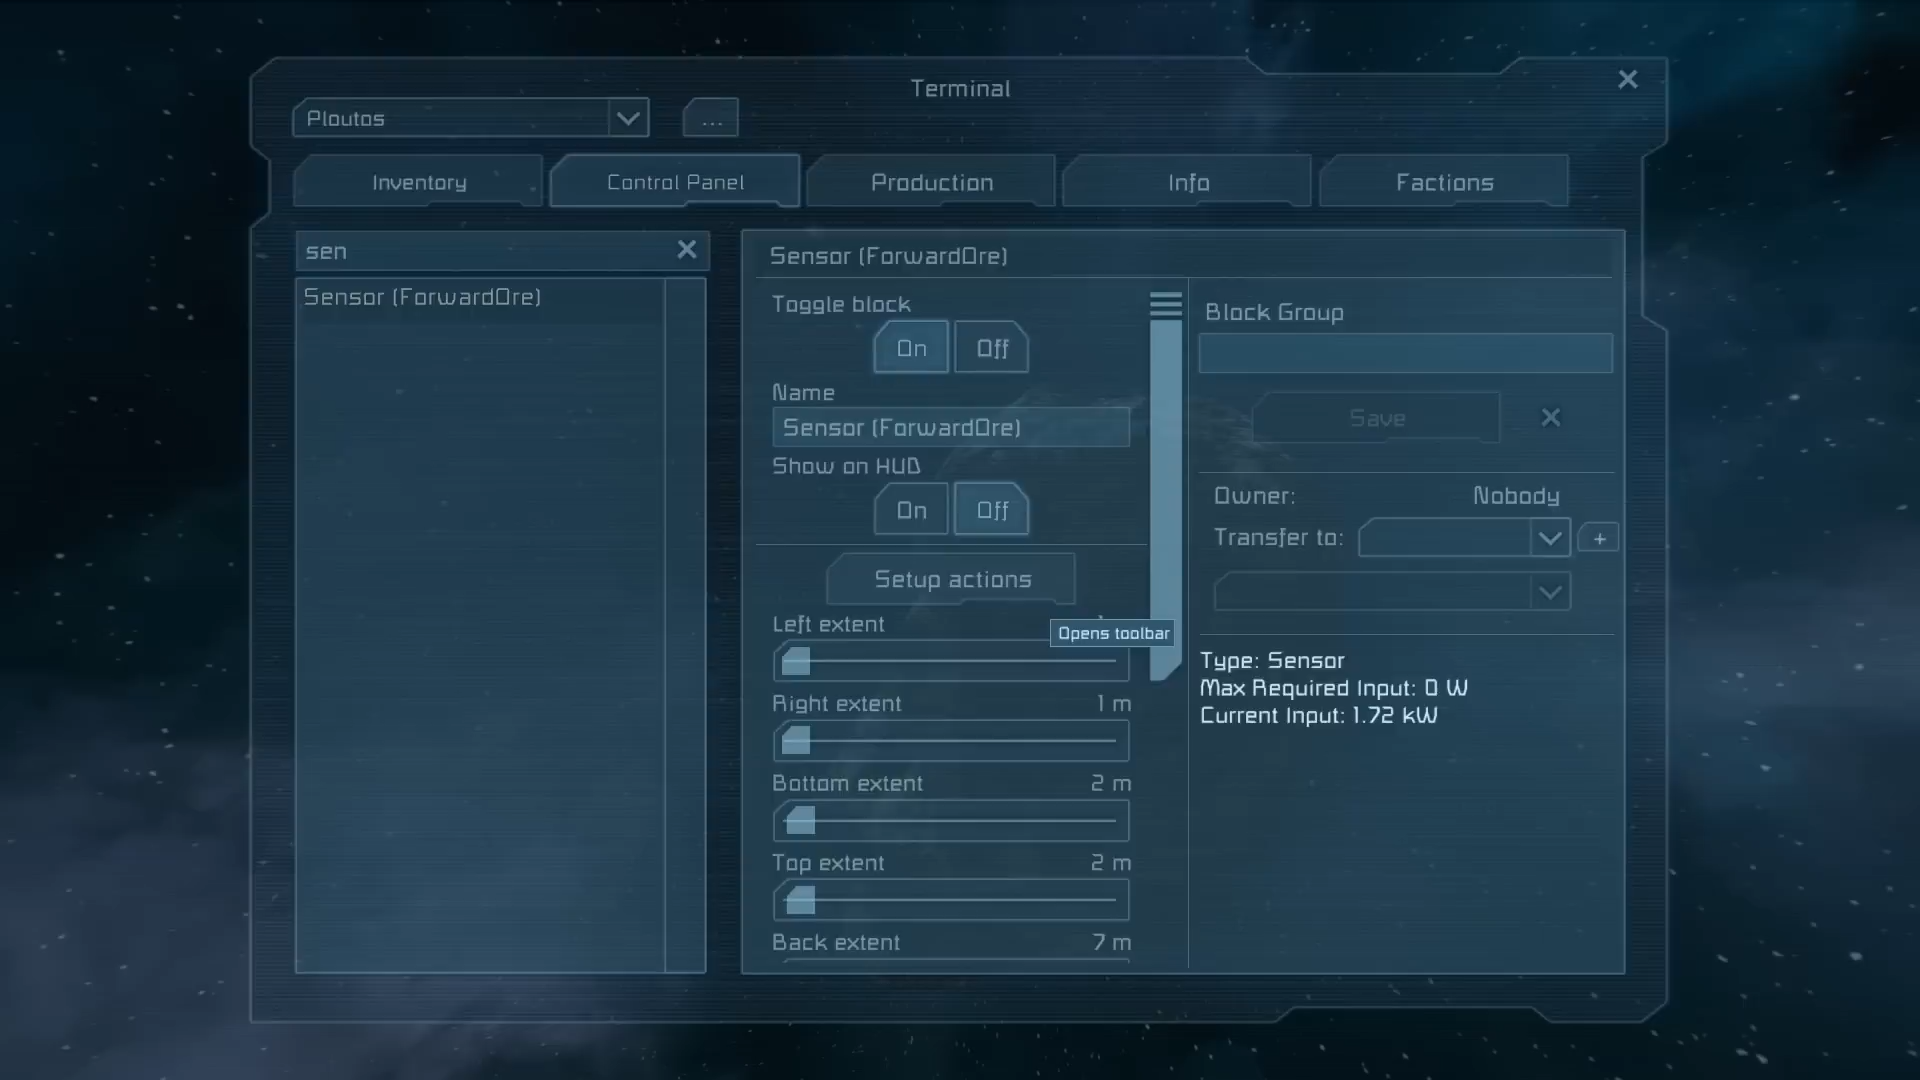 Terminal
Ploutos
...
Inventory
Control Panel
Production
Info
Factions
sen
Sensor (ForwardOre)
Sensor (ForwardOre)
Toggle block
On
Off
Name
Sensor (ForwardOre)
Show on HUD
On
Off
Setup actions
Left extent
Opens toolbar
Right extent 1 m
Bottom extent 2 m
Top extent 2 m
Back extent 7 m
Block Group
Save
Owner: Nobody
Transfer to:
+
Type: Sensor
Max Required Input: 0 W
Current Input: 1.72 kW